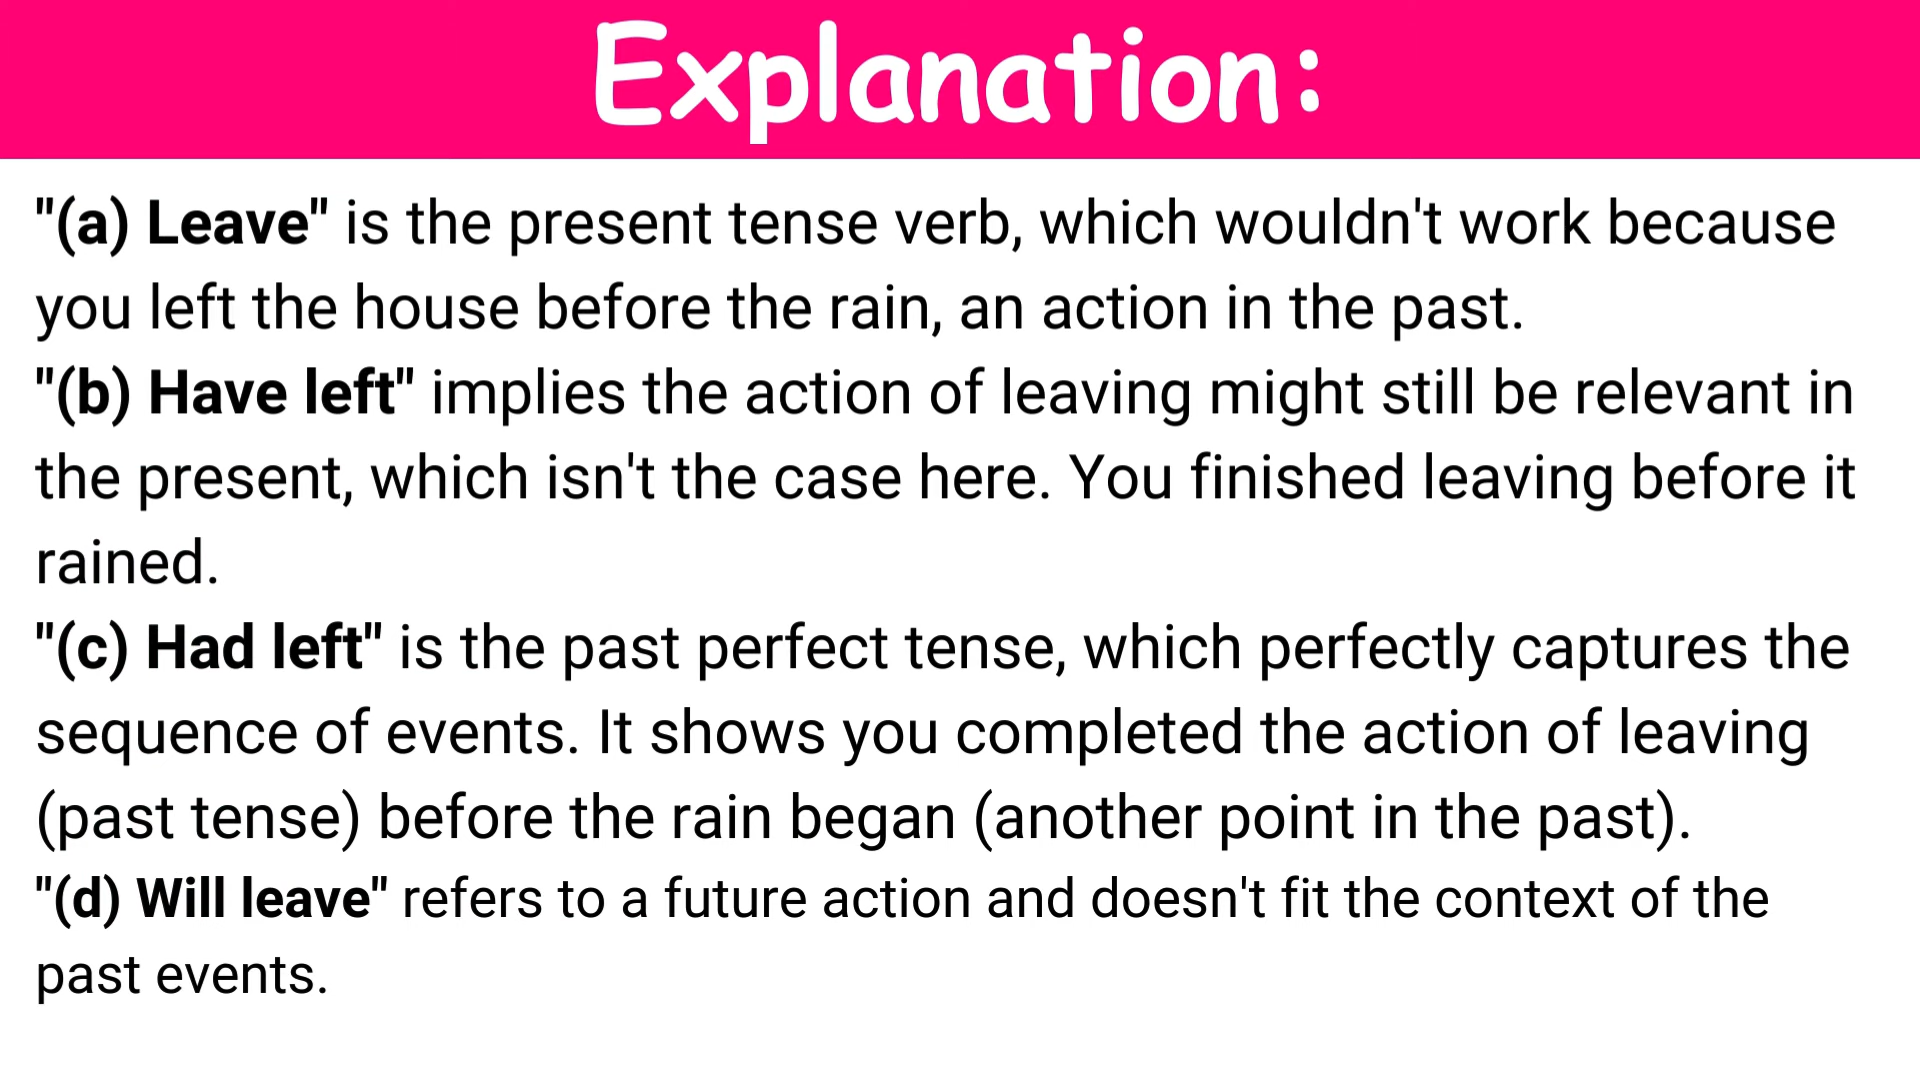 Explanation:
"(a) Leave" is the present tense verb, which wouldn't work because
you left the house before the rain, an action in the past.
"(b) Have left" implies the action of leaving might still be relevant in
the present, which isn't the case here. You finished leaving before it
rained.
"(c) Had left" is the past perfect tense, which perfectly captures the
sequence of events. It shows you completed the action of leaving
(past tense) before the rain began (another point in the past).
"(d) Will leave" refers to a future action and doesn't fit the context of the
past events.